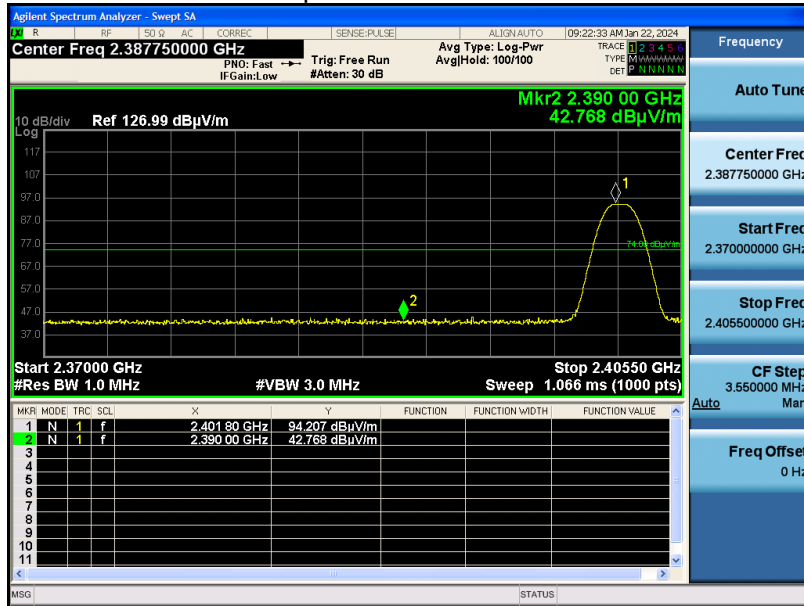 Agilent Spectrum Analyzer - Swept SA
LXI R RF 50 Ω AC CORREC SENSE:PULSE ALIGNAUTO 09:22:33 AM Jan 22, 2024
Center Freq 2.387750000 GHz
PNO: Fast
IFGain:Low
Trig: Free Run
#Atten: 30 dB
Avg Type: Log-Pwr
Avg|Hold: 100/100
TRACE 1 2 3 4 5 6
TYPE M WWWWW
DET P N N N N N
Mkr2 2.390 00 GHz
42.768 dBµV/m
10 dB/div Ref 126.99 dBµV/m
Log
117
107
97.0
87.0
77.0
67.0
57.0
47.0
37.0
1
74.00 dBµV/m
2
Start 2.37000 GHz Stop 2.40550 GHz
#Res BW 1.0 MHz #VBW 3.0 MHz Sweep 1.066 ms (1000 pts)
MKR MODE TRC SCL X Y FUNCTION FUNCTION WIDTH FUNCTION VALUE
1 N 1 f 2.401 80 GHz 94.207 dBµV/m
2 N 1 f 2.390 00 GHz 42.768 dBµV/m
3
4
5
6
7
8
9
10
11
MSG STATUS
Frequency
Auto Tune
Center Freq
2.387750000 GHz
Start Freq
2.370000000 GHz
Stop Freq
2.405500000 GHz
CF Step
3.550000 MHz
Auto Man
Freq Offset
0 Hz